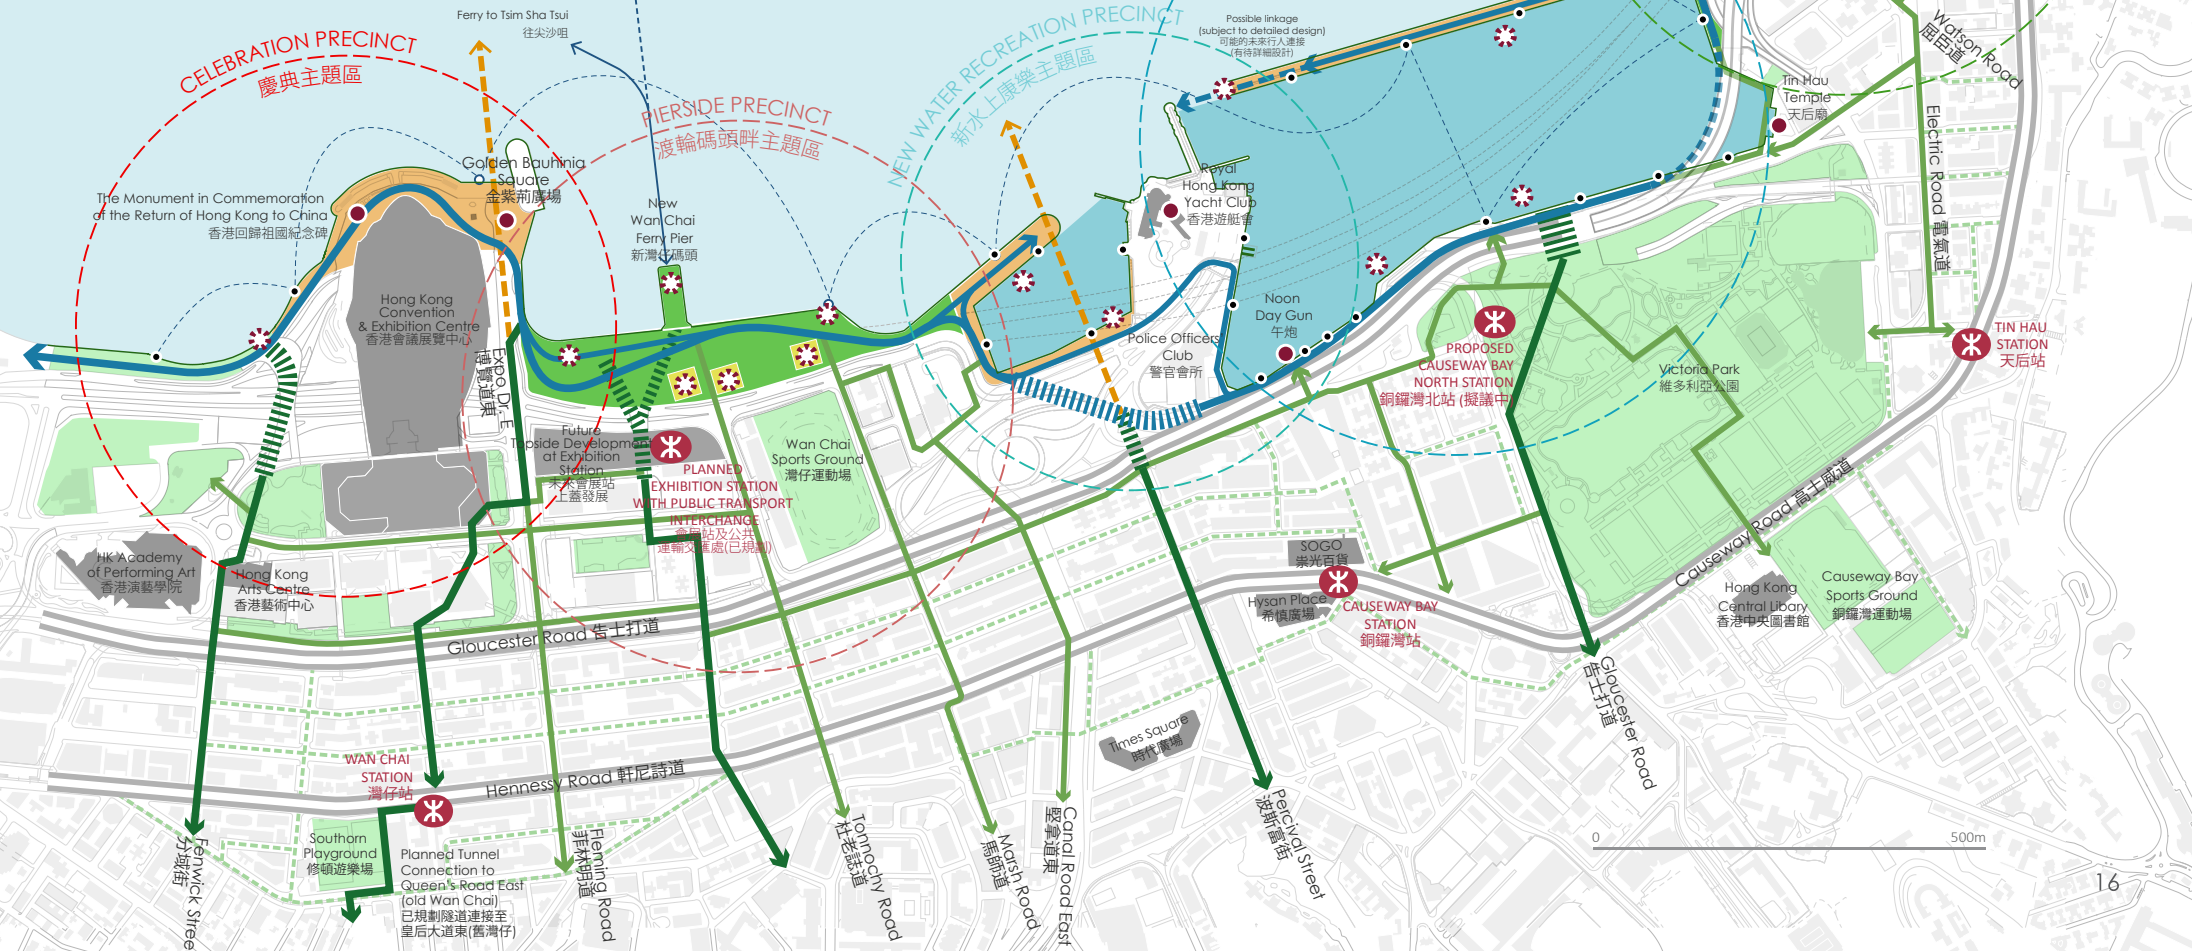 Ferry to Tsim Sha Tsui
往尖沙咀
CELEBRATION PRECINCT
慶典主題區
PIERSIDE PRECINCT
渡輪碼頭畔主題區
NEW WATER RECREATION PRECINCT
新水上康樂主題區
Possible linkage
(subject to detailed design)
可能的未來行人連接
(有待詳細設計)
Watson Road
屈臣道
Tin Hau
Temple
天后廟
Electric Road 電氣道
Golden Bauhinia
Square
金紫荊廣場
The Monument in Commemoration
of the Return of Hong Kong to China
香港回歸祖國紀念碑
New
Wan Chai
Ferry Pier
新灣仔碼頭
Royal
Hong Kong
Yacht Club
香港遊艇會
Hong Kong
Convention
& Exhibition Centre
香港會議展覽中心
Expo Dr. E
博覽道東
Noon
Day Gun
午炮
Police Officers'
Club
警官會所
PROPOSED
CAUSEWAY BAY
NORTH STATION
銅鑼灣北站 (擬議中
TIN HAU
STATION
天后站
Victoria Park
維多利亞公園
Future
Topside Development
at Exhibition
Station
未來會展站
上蓋發展
Wan Chai
Sports Ground
灣仔運動場
PLANNED
EXHIBITION STATION
WITH PUBLIC TRANSPORT
INTERCHANGE
會展站及公共
運輸交匯處(已規劃)
HK Academy
of Performing Art
香港演藝學院
Hong Kong
Arts Centre
香港藝術中心
SOGO
崇光百貨
Hysan Place
希慎廣場
CAUSEWAY BAY
STATION
銅鑼灣站
Causeway Road 高士威道
Hong Kong
Central Libary
香港中央圖書館
Causeway Bay
Sports Ground
銅鑼灣運動場
Gloucester Road 告士打道
Gloucester Road
告士打道
Times Square
時代廣場
Hennessy Road 軒尼詩道
WAN CHAI
STATION
灣仔站
Southorn
Playground
修頓遊樂場
Planned Tunnel
Connection to
Queen's Road East
(old Wan Chai)
已規劃隧道連接至
皇后大道東(舊灣仔)
Fenwick Stree
分域街
Fleming Road
菲林明道
Tonnochy Road
杜老誌道
Marsh Road
馬師道
Canal Road East
堅拿道東
Percival Street
波斯富街
0
500m
16